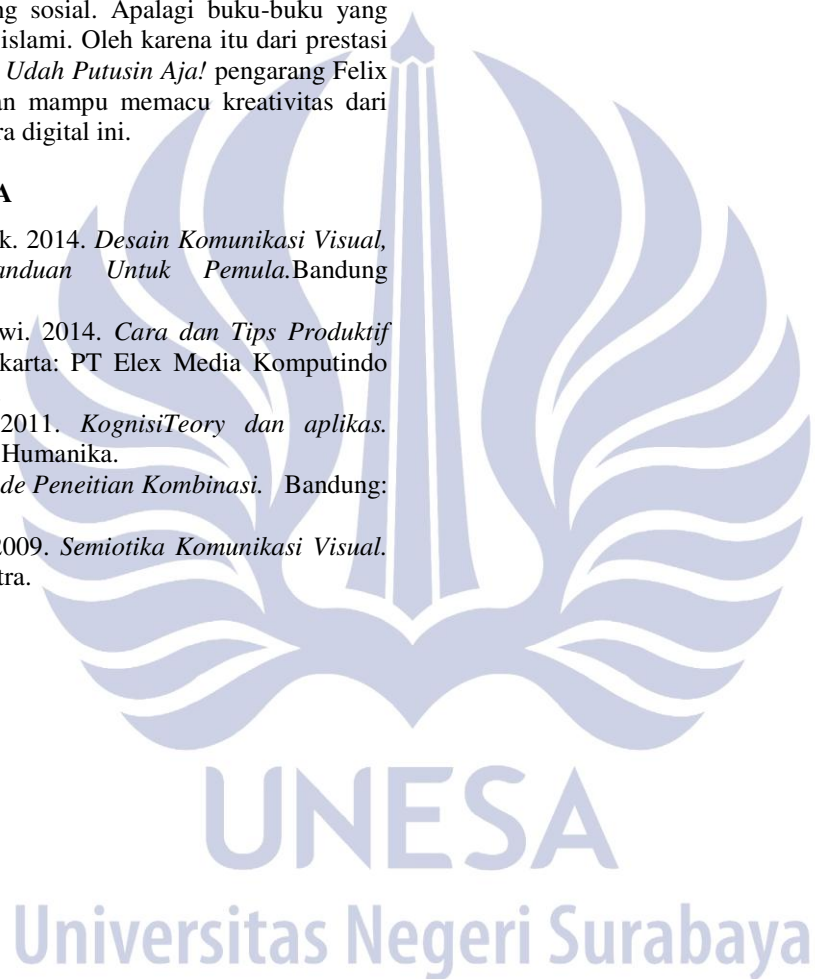 ng sosial. Apalagi buku-buku yang
islami. Oleh karena itu dari prestasi
Udah Putusin Aja! pengarang Felix
an mampu memacu kreativitas dari
ra digital ini.
A
k. 2014. Desain Komunikasi Visual,
anduan Untuk Pemula.Bandung
wi. 2014. Cara dan Tips Produktif
karta: PT Elex Media Komputindo
2011. KognisiTeory dan aplikas.
Humanika.
de Peneitian Kombinasi. Bandung:
2009. Semiotika Komunikasi Visual.
tra.
UNESA
Universitas Negeri Surabaya